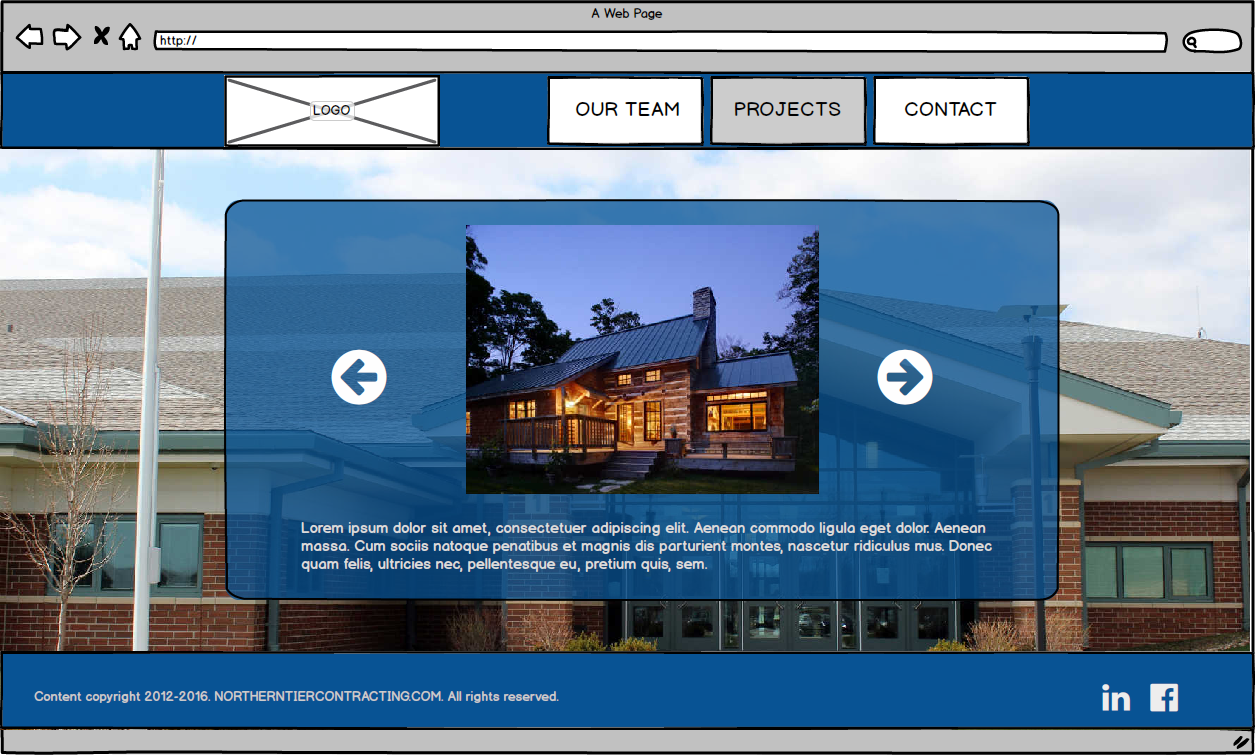 A Web Page
http://
LOGO
OUR TEAM
PROJECTS
CONTACT
Lorem ipsum dolor sit amet, consectetuer adipiscing elit. Aenean commodo ligula eget dolor. Aenean
massa. Cum sociis natoque penatibus et magnis dis parturient montes, nascetur ridiculus mus. Donec
quam felis, ultricies nec, pellentesque eu, pretium quis, sem.
Content copyright 2012-2016. NORTHERNTIERCONTRACTING.COM. All rights reserved.
in f